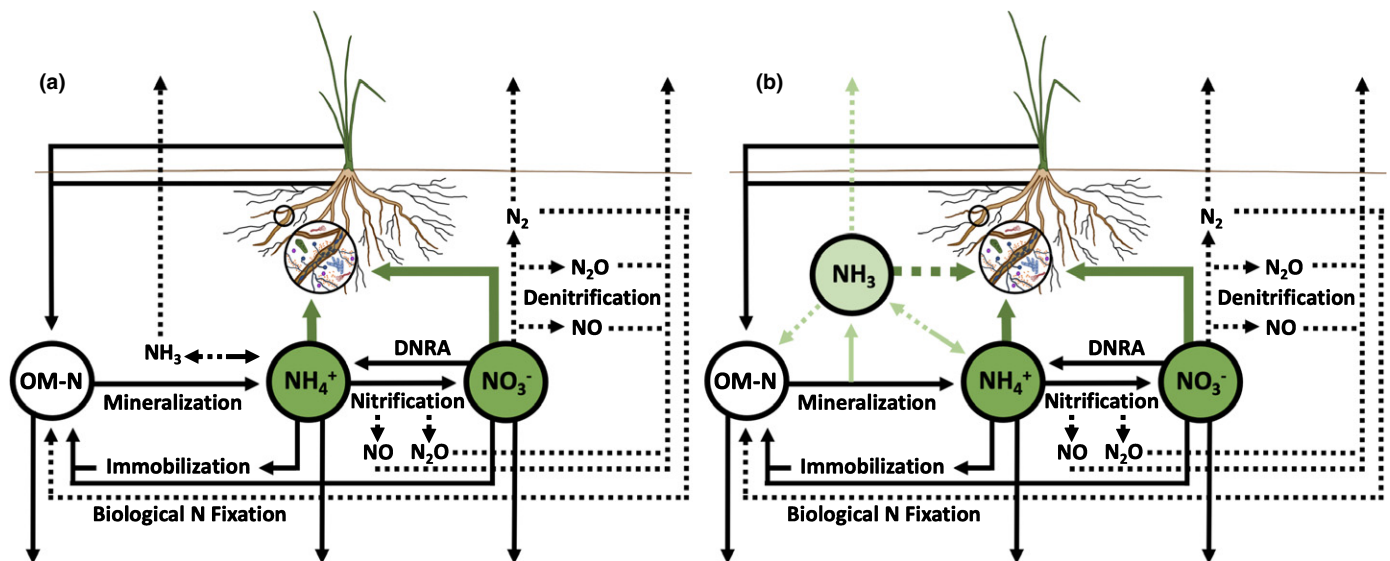 (a)
N₂
N₂O
Denitrification
NO
NH₃
DNRA
OM-N
NH₄⁺
NO₃⁻
Mineralization
Nitrification
NO
N₂O
Immobilization
Biological N Fixation
(b)
N₂
NH₃
N₂O
Denitrification
NO
DNRA
OM-N
NH₄⁺
NO₃⁻
Mineralization
Nitrification
NO
N₂O
Immobilization
Biological N Fixation